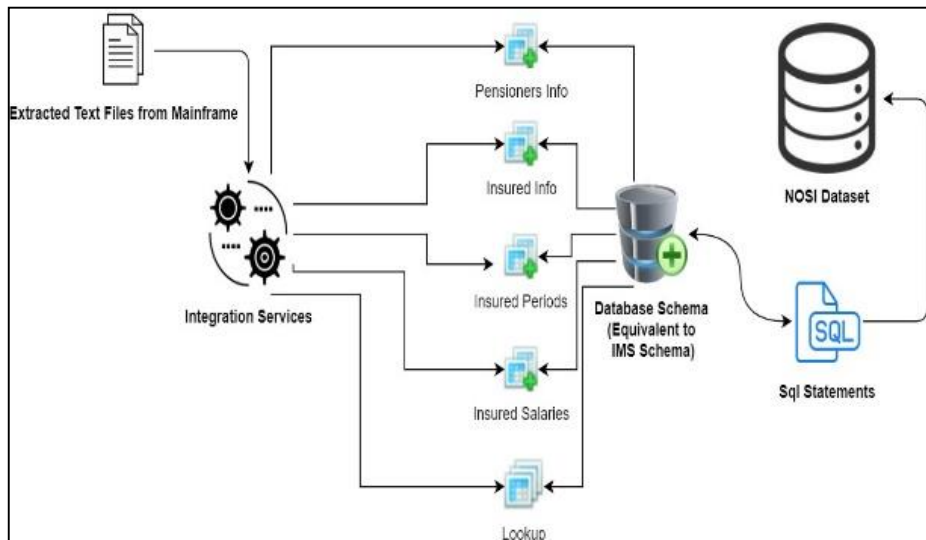 Extracted Text Files from Mainframe
Pensioners Info
Insured Info
NOSI Dataset
Integration Services
Insured Periods
Database Schema
(Equivalent to
IMS Schema)
SQL
Sql Statements
Insured Salaries
Lookup